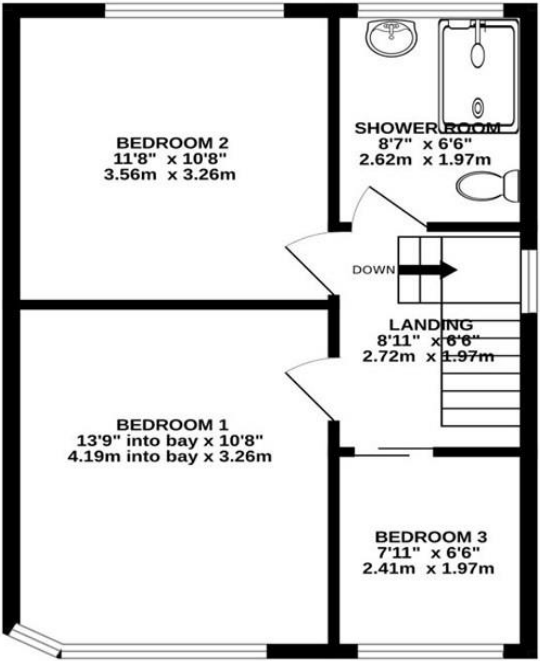 BEDROOM 2
11'8" x 10'8"
3.56m x 3.26m
SHOWER ROOM
8'7" x 6'6"
2.62m x 1.97m
DOWN
LANDING
8'11" x 6'6"
2.72m x 1.97m
BEDROOM 1
13'9" into bay x 10'8"
4.19m into bay x 3.26m
BEDROOM 3
7'11" x 6'6"
2.41m x 1.97m